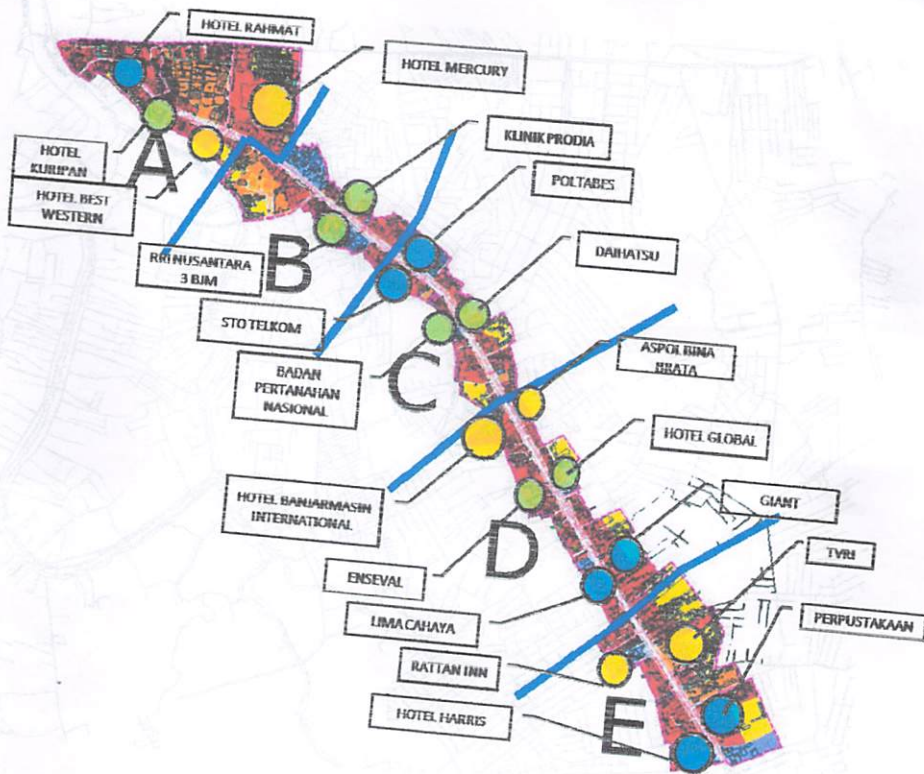 HOTEL RAHMAT
HOTEL MERCURY
KLINIK PRODIA
HOTEL
KURIPAN
A
HOTEL BEST
WESTERN
POLTABES
RRI NUSANTARA
3 BJM
B
DAIHATSU
STO TELKOM
BADAN
PERTANAHAN
NASIONAL
C
ASPOL BINA
BRATA
HOTEL GLOBAL
HOTEL BANJARMASIN
INTERNATIONAL
GIANT
D
TVRI
ENSEVAL
LIMA CAHAYA
PERPUSTAKAAN
RATTAN INN
HOTEL HARRIS
E